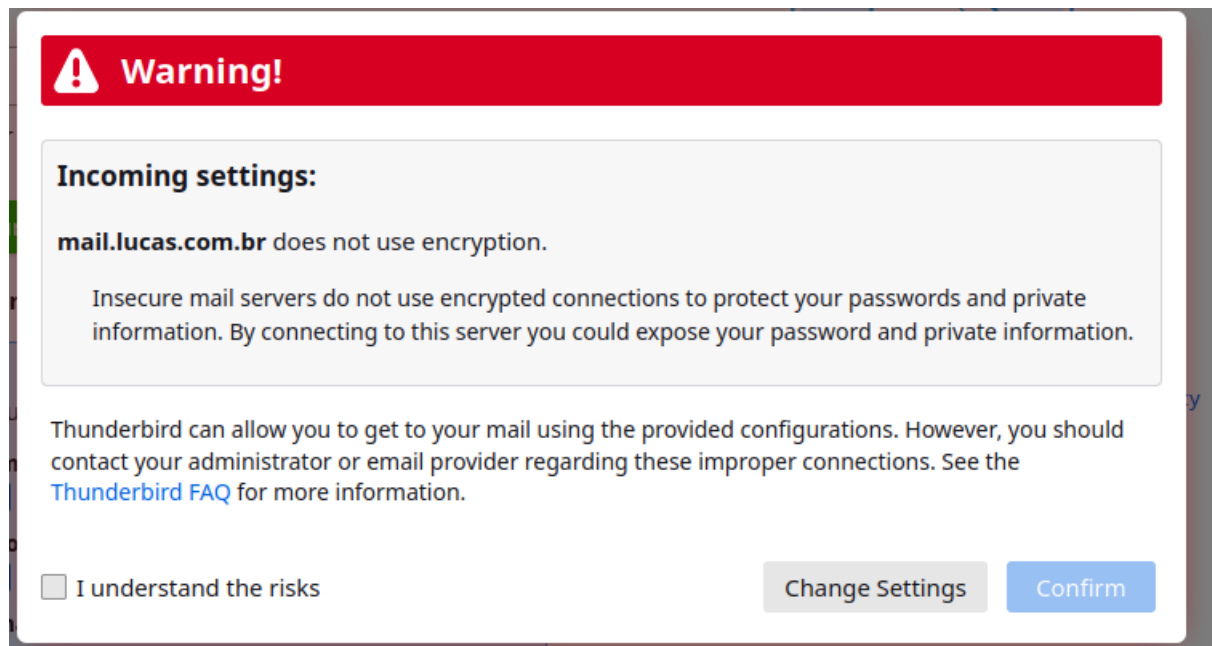 Warning!
Incoming settings:
mail.lucas.com.br does not use encryption.
Insecure mail servers do not use encrypted connections to protect your passwords and private
information. By connecting to this server you could expose your password and private information.
Thunderbird can allow you to get to your mail using the provided configurations. However, you should
contact your administrator or email provider regarding these improper connections. See the
Thunderbird FAQ for more information.
I understand the risks
Change Settings
Confirm